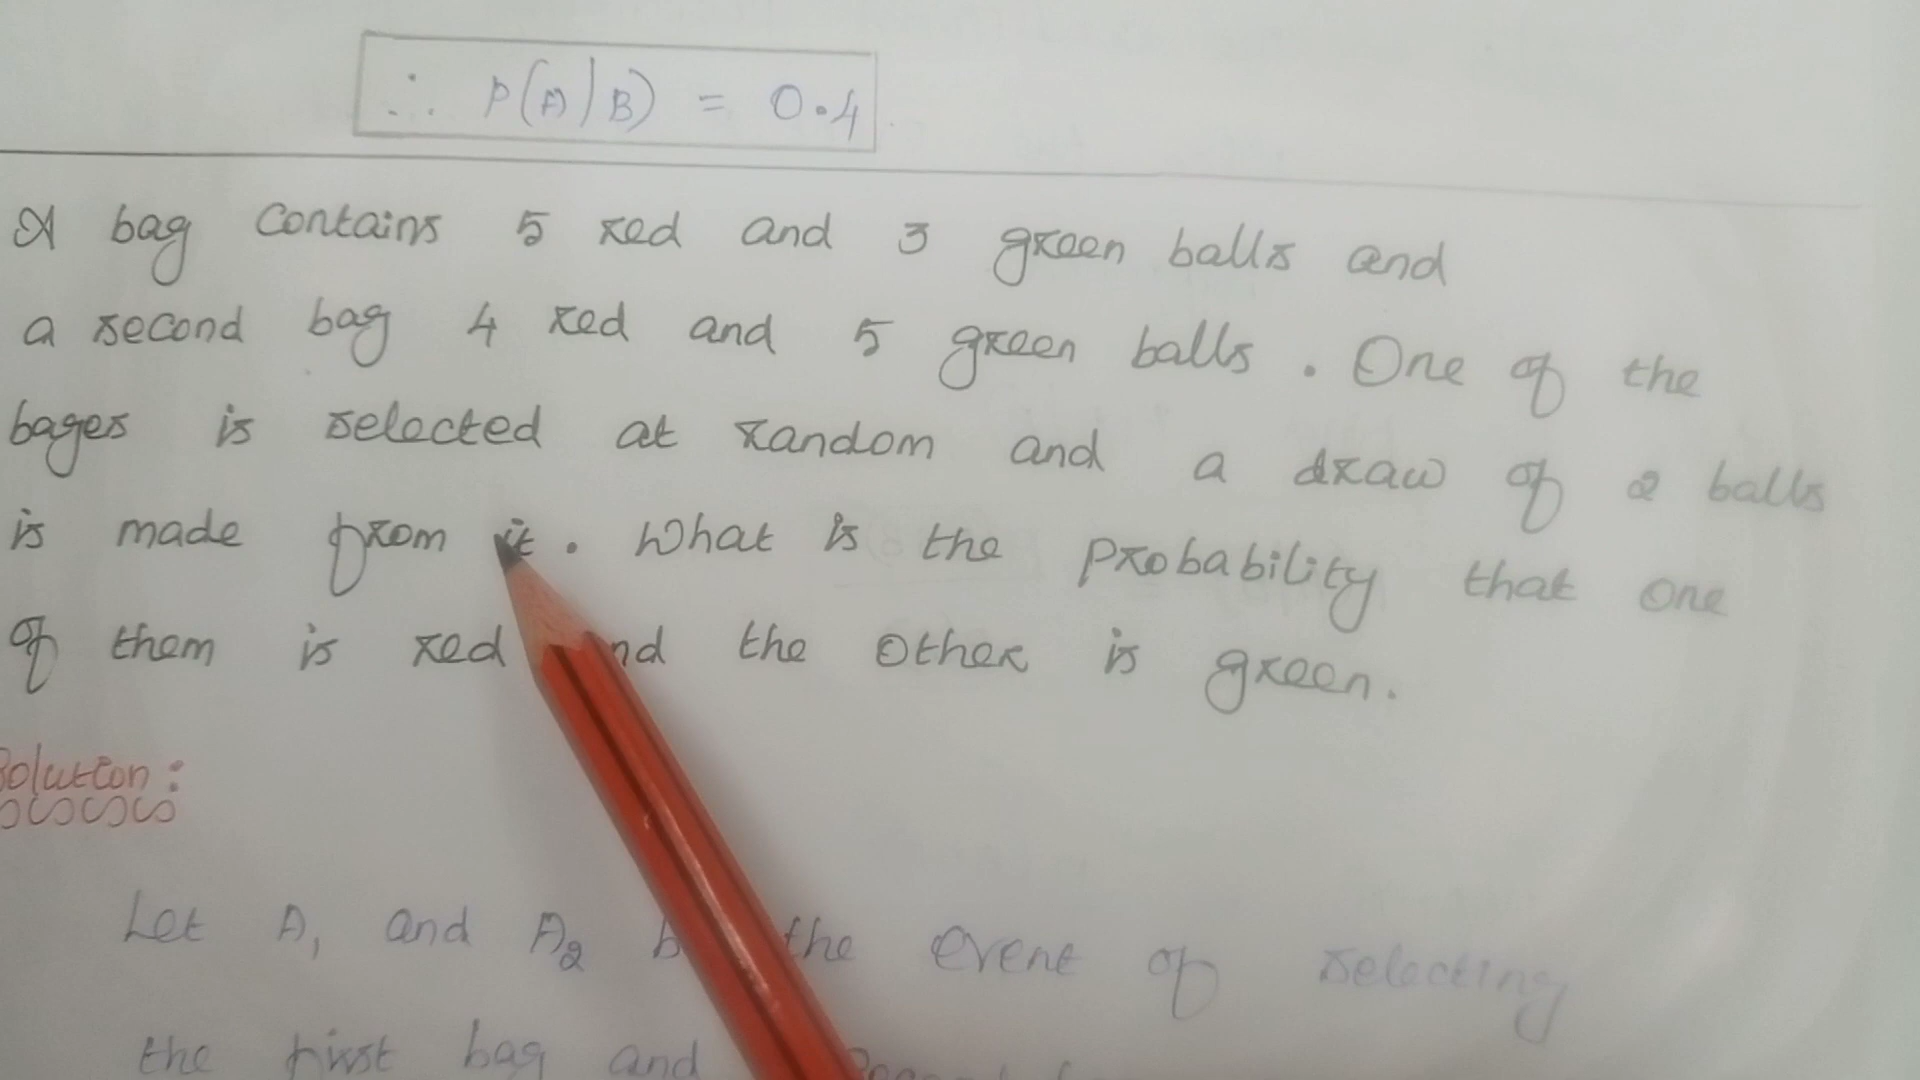 ∴ P(A/B) = 0.4
A bag contains 5 red and 3 green balls and
a second bag 4 red and 5 green balls. One of the
bages is selected at random and a draw of 2 balls
is made from it. What is the probability that one
of them is red and the other is green.
Solution:
Let A₁ and A₂ be the event of selecting
the first bag and